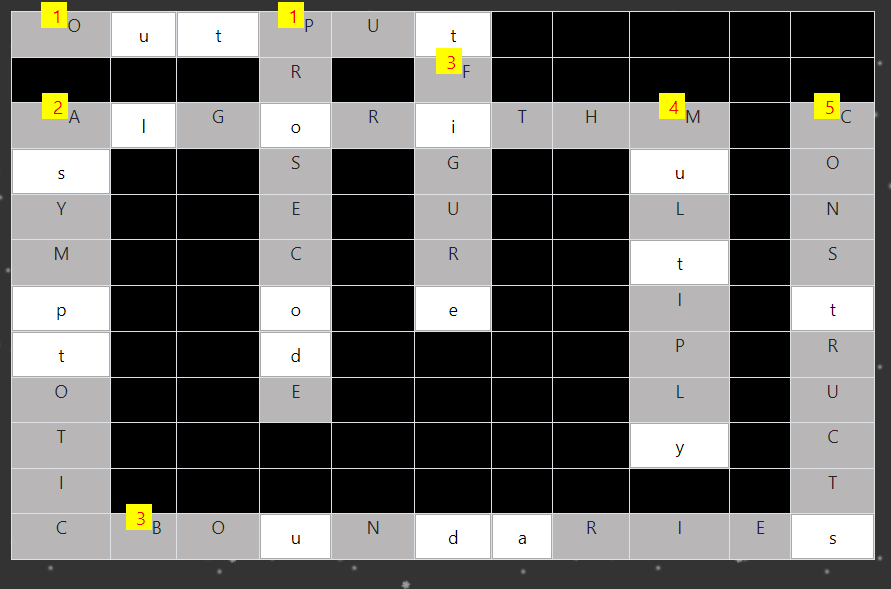 1 O u t 1 P U t
R 3 F
2 A l G o R i T H 4 M 5 C
s S G u O
Y E U L N
M C R t S
p o e I t
t d P R
O E L U
T y C
I T
C 3 B O u N d a R I E s